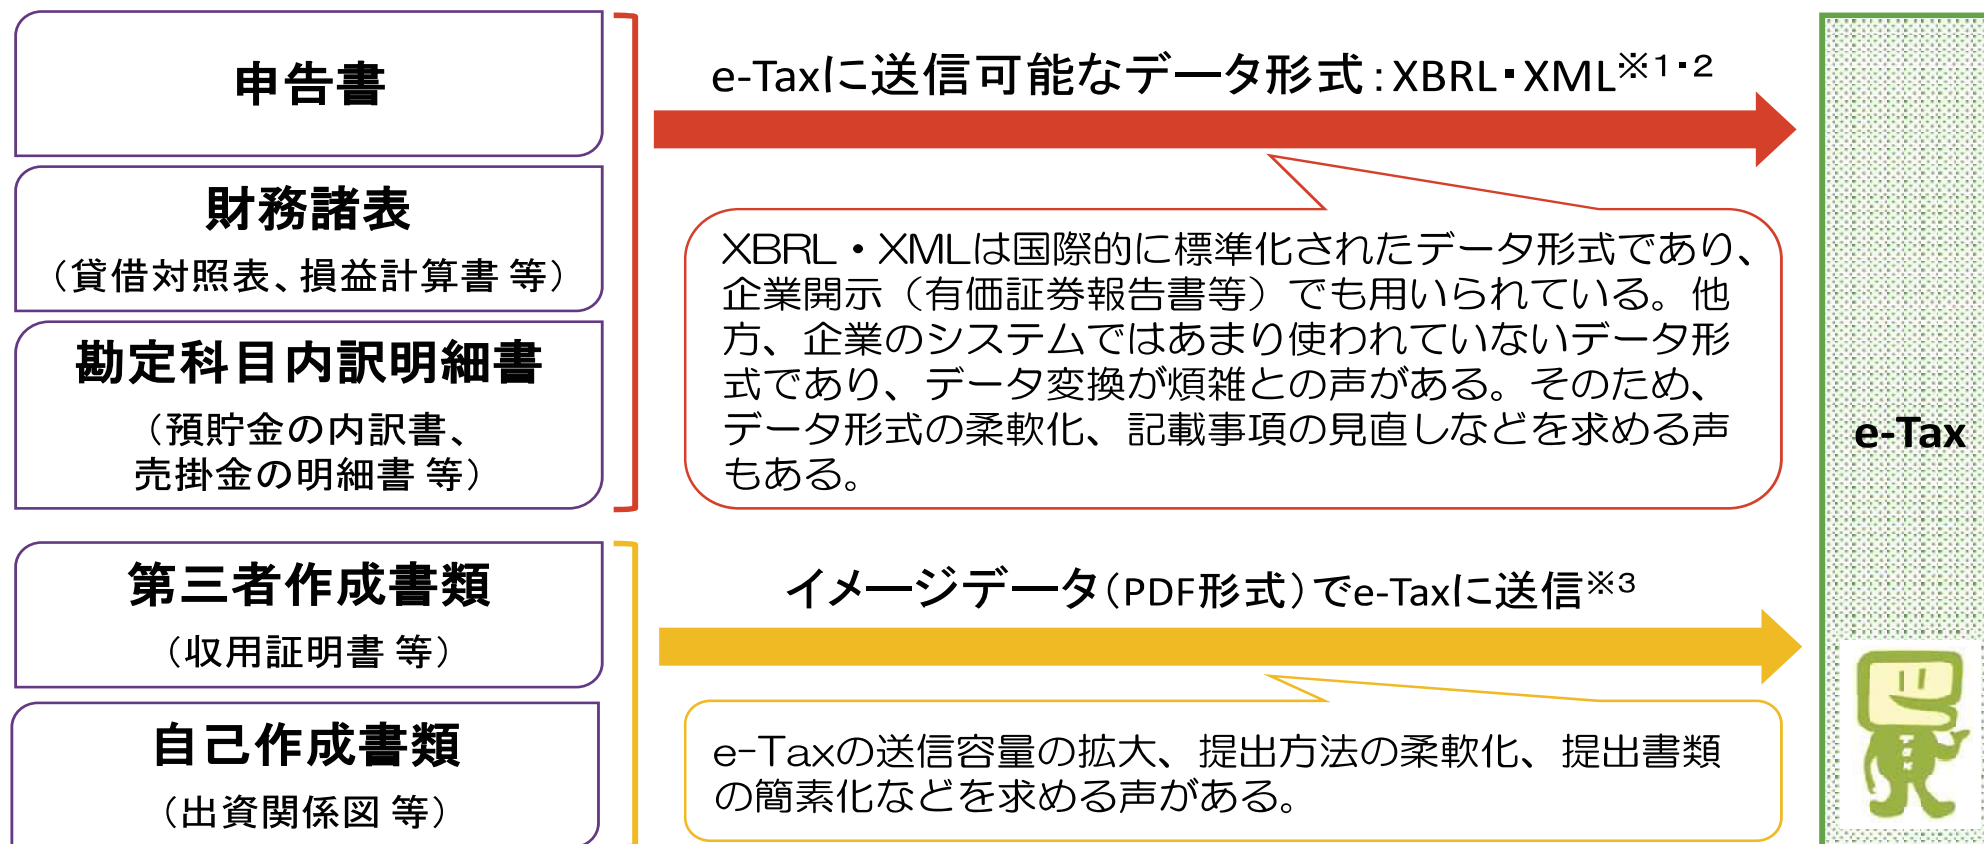 申告書
財務諸表
（貸借対照表、損益計算書 等）
勘定科目内訳明細書
（預貯金の内訳書、
売掛金の明細書 等）
e-Taxに送信可能なデータ形式：XBRL・XML※１・２
XBRL・XMLは国際的に標準化されたデータ形式であり、
企業開示（有価証券報告書等）でも用いられている。他
方、企業のシステムではあまり使われていないデータ形
式であり、データ変換が煩雑との声がある。そのため、
データ形式の柔軟化、記載事項の見直しなどを求める声
もある。
第三者作成書類
（収用証明書 等）
自己作成書類
（出資関係図 等）
イメージデータ（PDF形式）でe-Taxに送信※３
e-Taxの送信容量の拡大、提出方法の柔軟化、提出書類
の簡素化などを求める声がある。
e-Tax